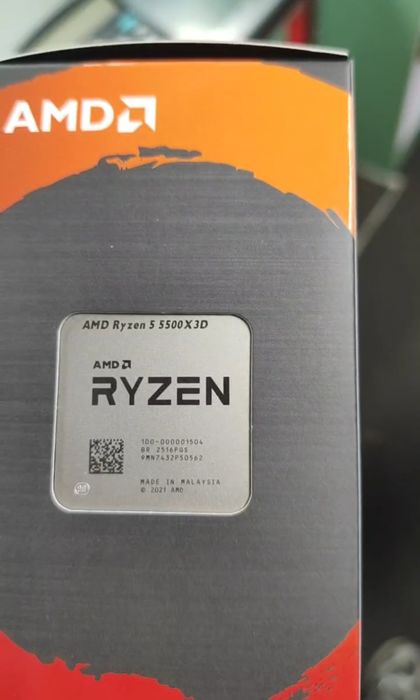 AMD
AMD Ryzen 5 5500X3D
AMD
RYZEN
100-000001504
BR 2516PGS
9MN7432P50562
MADE IN MALAYSIA
© 2021 AMD